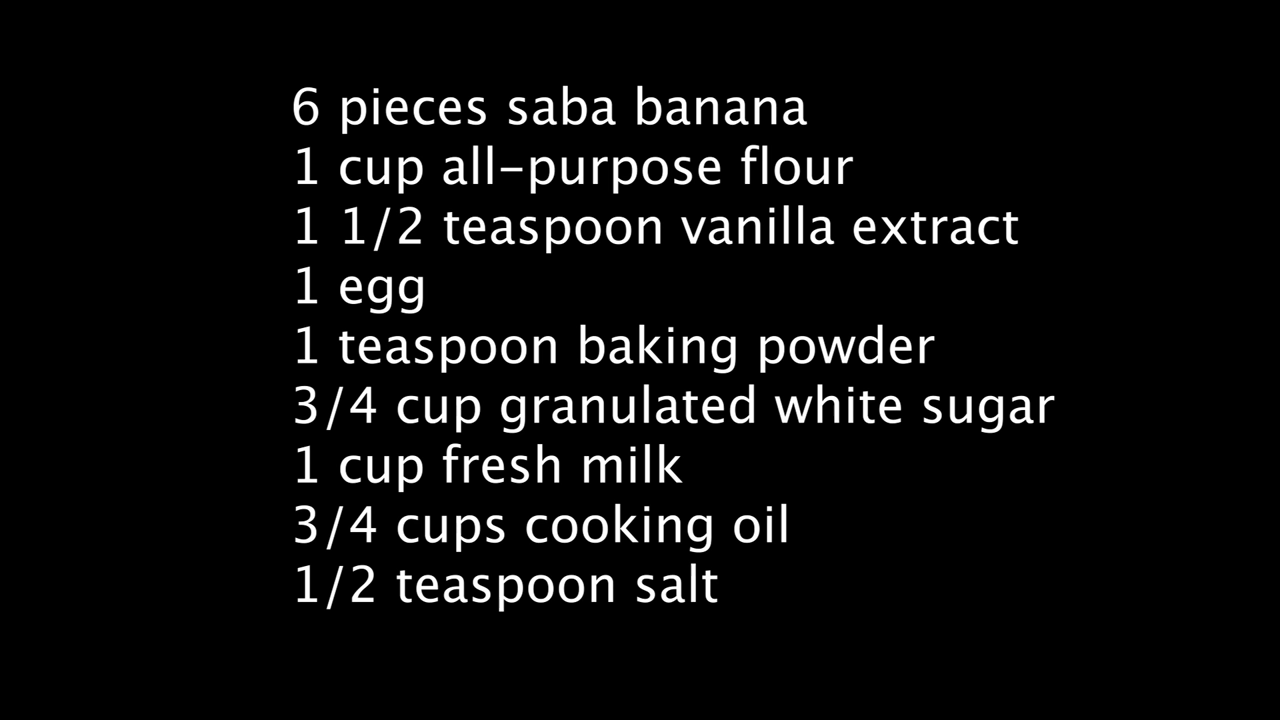 6 pieces saba banana
1 cup all-purpose flour
1 1/2 teaspoon vanilla extract
1 egg
1 teaspoon baking powder
3/4 cup granulated white sugar
1 cup fresh milk
3/4 cups cooking oil
1/2 teaspoon salt